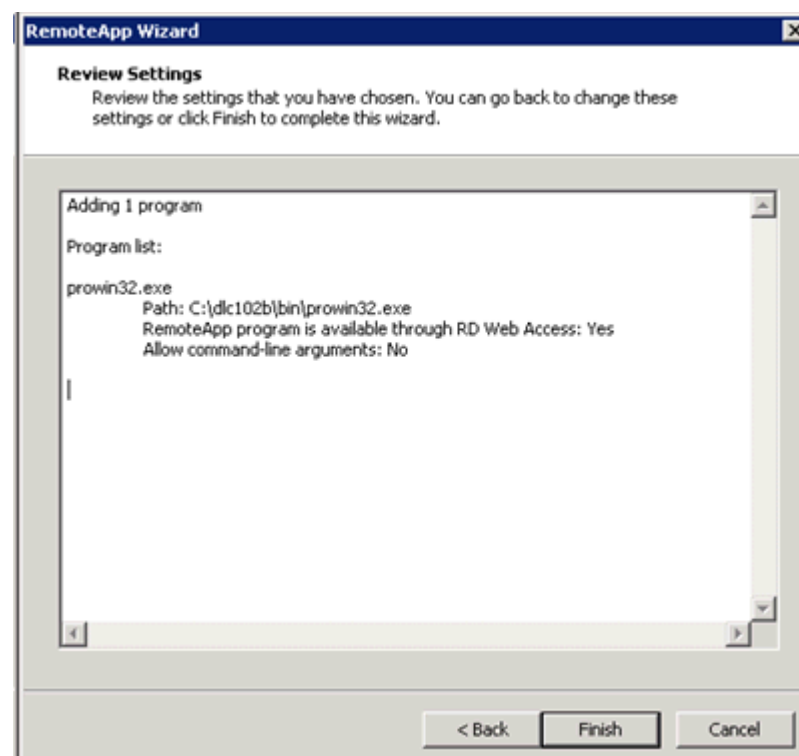 RemoteApp Wizard
Review Settings
Review the settings that you have chosen. You can go back to change these
settings or click Finish to complete this wizard.
Adding 1 program
Program list:
prowin32.exe
Path: C:\dlc102b\bin\prowin32.exe
RemoteApp program is available through RD Web Access: Yes
Allow command-line arguments: No
< Back Finish Cancel